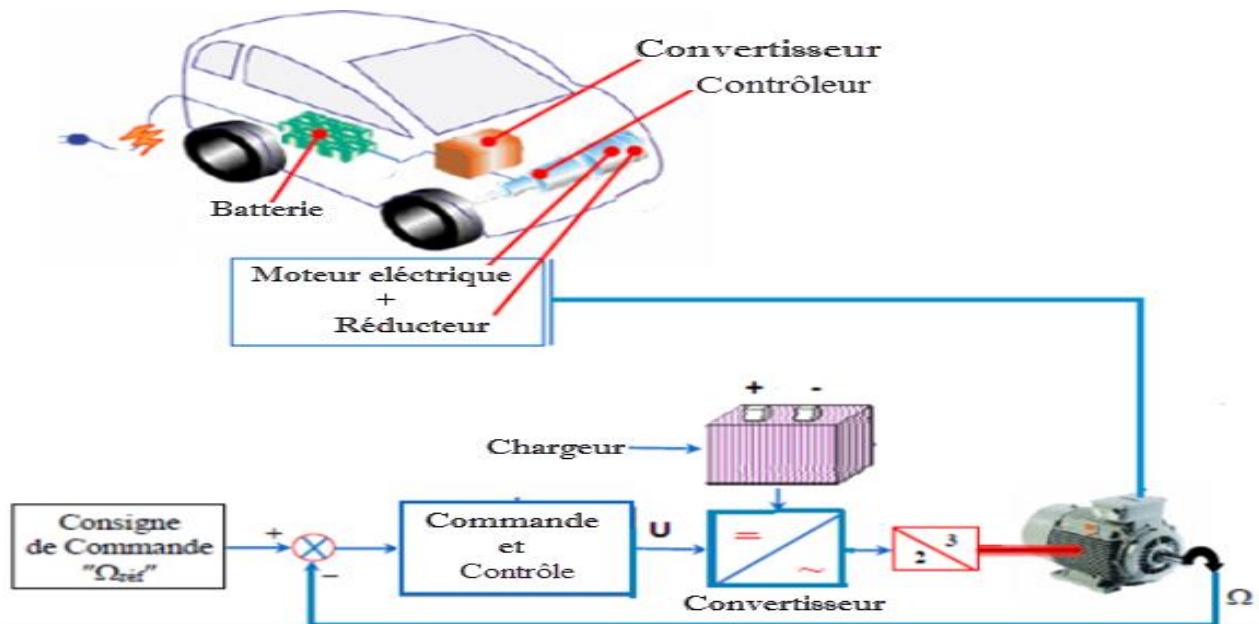 Convertisseur
Contrôleur
Batterie
Moteur eléctrique
+
Réducteur
+ -
Chargeur
Consigne
de Commande
"Ωréf"
+
−
Commande
et
Contrôle
U
=
~
Convertisseur
3
2
Ω